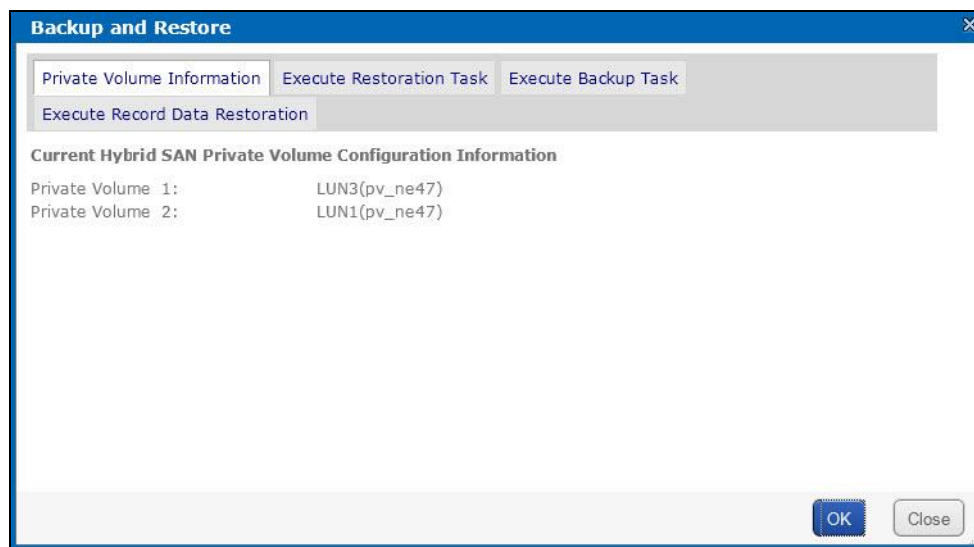 Backup and Restore
Private Volume Information Execute Restoration Task Execute Backup Task
Execute Record Data Restoration
Current Hybrid SAN Private Volume Configuration Information
Private Volume 1: LUN3(pv_ne47)
Private Volume 2: LUN1(pv_ne47)
OK Close